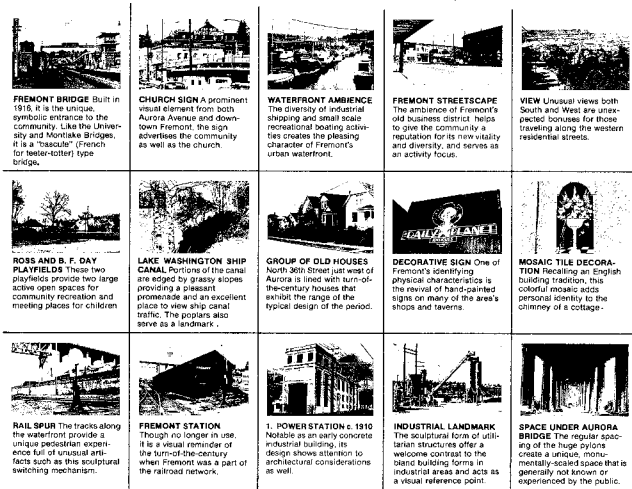 FREMONT BRIDGE Built in
1916, it is the unique,
symbolic entrance to the
community. Like the Univer-
sity and Montlake Bridges,
it is a "bascule" (French
for teeter-totter) type
bridge.
CHURCH SIGN A prominent
visual element from both
Aurora Avenue and down-
town Fremont, the sign
advertises the community
as well as the church.
WATERFRONT AMBIENCE
The diversity of industrial
shipping and small scale
recreational boating activi-
ties creates the pleasing
character of Fremont's
urban waterfront.
FREMONT STREETSCAPE
The ambience of Fremont's
old business district helps
to give the community a
reputation for its new vitality
and diversity, and serves as
an activity focus.
VIEW Unusual views both
South and West are unex-
pected bonuses for those
traveling along the western
residential streets.
ROSS AND B. F. DAY
PLAYFIELDS These two
playfields provide two large
active open spaces for
community recreation and
meeting places for children
LAKE WASHINGTON SHIP
CANAL Portions of the canal
are edged by grassy slopes
providing a pleasant
promenade and an excellent
place to view ship canal
traffic. The poplars also
serve as a landmark.
GROUP OF OLD HOUSES
North 36th Street just west of
Aurora is lined with turn-of-
the-century houses that
exhibit the range of the
typical design of the period.
DAILY PLANET
DECORATIVE SIGN One of
Fremont's identifying
physical characteristics is
the revival of hand-painted
signs on many of the area's
shops and taverns.
MOSAIC TILE DECORA-
TION Recalling an English
building tradition, this
colorful mosaic adds
personal identity to the
chimney of a cottage.
RAIL SPUR The tracks along
the waterfront provide a
unique pedestrian experi-
ence full of unusual arti-
facts such as this sculptural
switching mechanism.
FREMONT STATION
Though no longer in use,
it is a visual reminder of
the turn-of-the-century
when Fremont was a part of
the railroad network.
1. POWER STATION c. 1910
Notable as an early concrete
industrial building, its
design shows attention to
architectural considerations
as well.
INDUSTRIAL LANDMARK
The sculptural form of utili-
tarian structures offer a
welcome contrast to the
bland building forms in
industrial areas and acts as
a visual reference point.
SPACE UNDER AURORA
BRIDGE The regular spac-
ing of the huge pylons
create a unique, monu-
mentally-scaled space that is
generally not known or
experienced by the public.